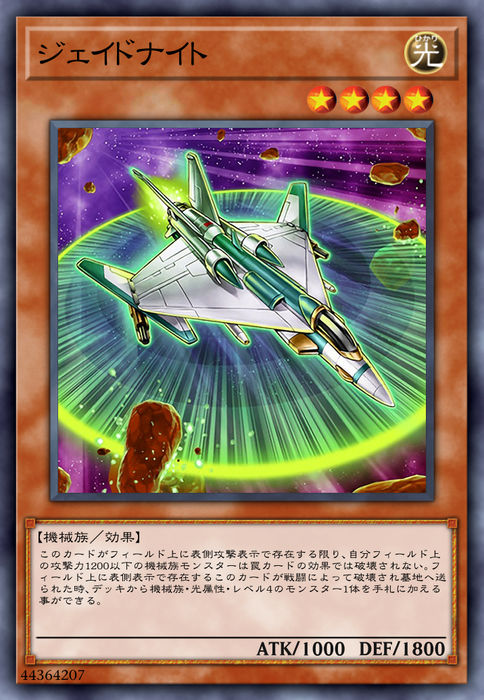 ジェイドナイト
ひかり
光
【機械族／効果】
このカードがフィールド上に表側攻撃表示で存在する限り、自分フィールド上
の攻撃力1200以下の機械族モンスターは罠カードの効果では破壊されない。フ
ィールド上に表側表示で存在するこのカードが戦闘によって破壊され墓地へ送
られた時、デッキから機械族・光属性・レベル4のモンスター1体を手札に加える
事ができる。
ATK/1000 DEF/1800
44364207